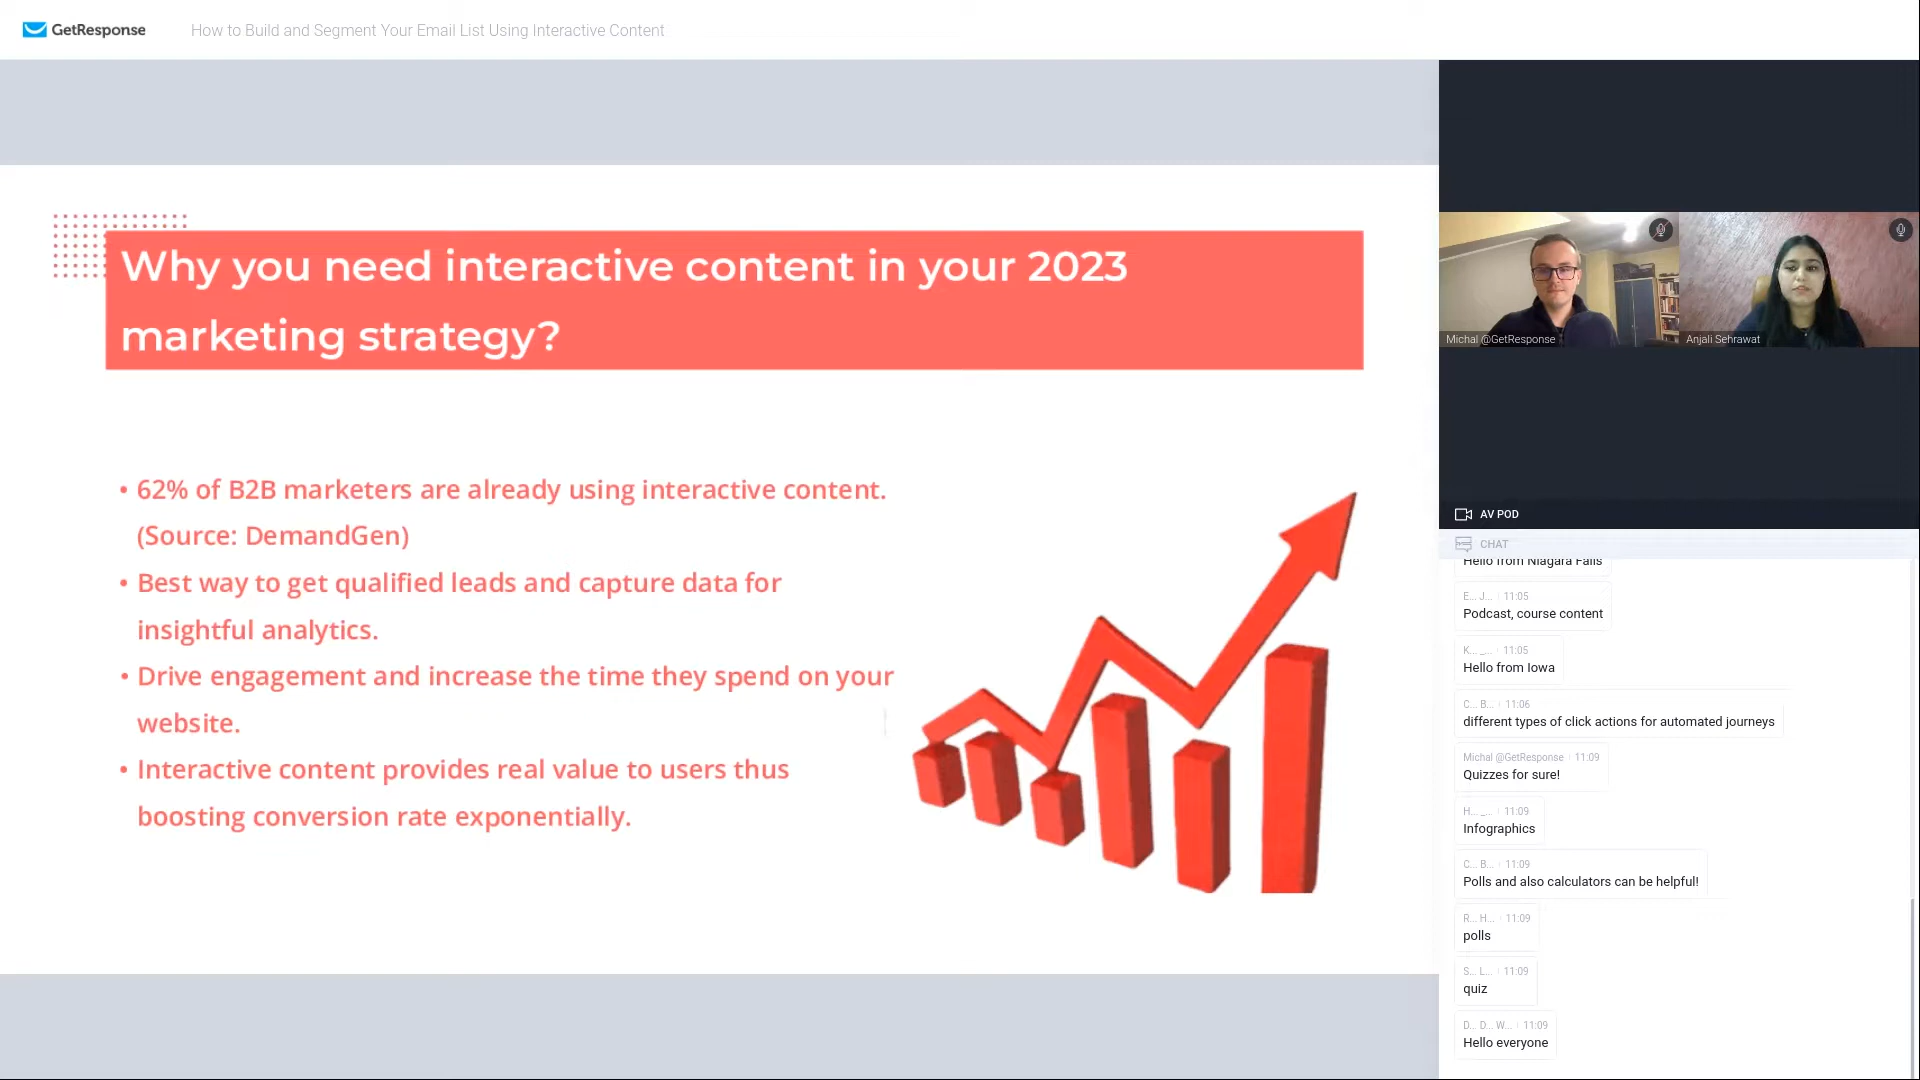 GetResponse
How to Build and Segment Your Email List Using Interactive Content
Why you need interactive content in your 2023
marketing strategy?
• 62% of B2B marketers are already using interactive content.
(Source: DemandGen)
• Best way to get qualified leads and capture data for
insightful analytics.
• Drive engagement and increase the time they spend on your
website.
• Interactive content provides real value to users thus
boosting conversion rate exponentially.
Michal @GetResponse
Anjali Sehrawat
AV POD
CHAT
Hello from Niagara Falls
E... J... 11:05
Podcast, course content
K... _... 11:05
Hello from Iowa
C... B... 11:06
different types of click actions for automated journeys
Michal @GetResponse 11:09
Quizzes for sure!
H... _... 11:09
Infographics
C... B... 11:09
Polls and also calculators can be helpful!
R... H... 11:09
polls
S... L... 11:09
quiz
D... D... W... 11:09
Hello everyone